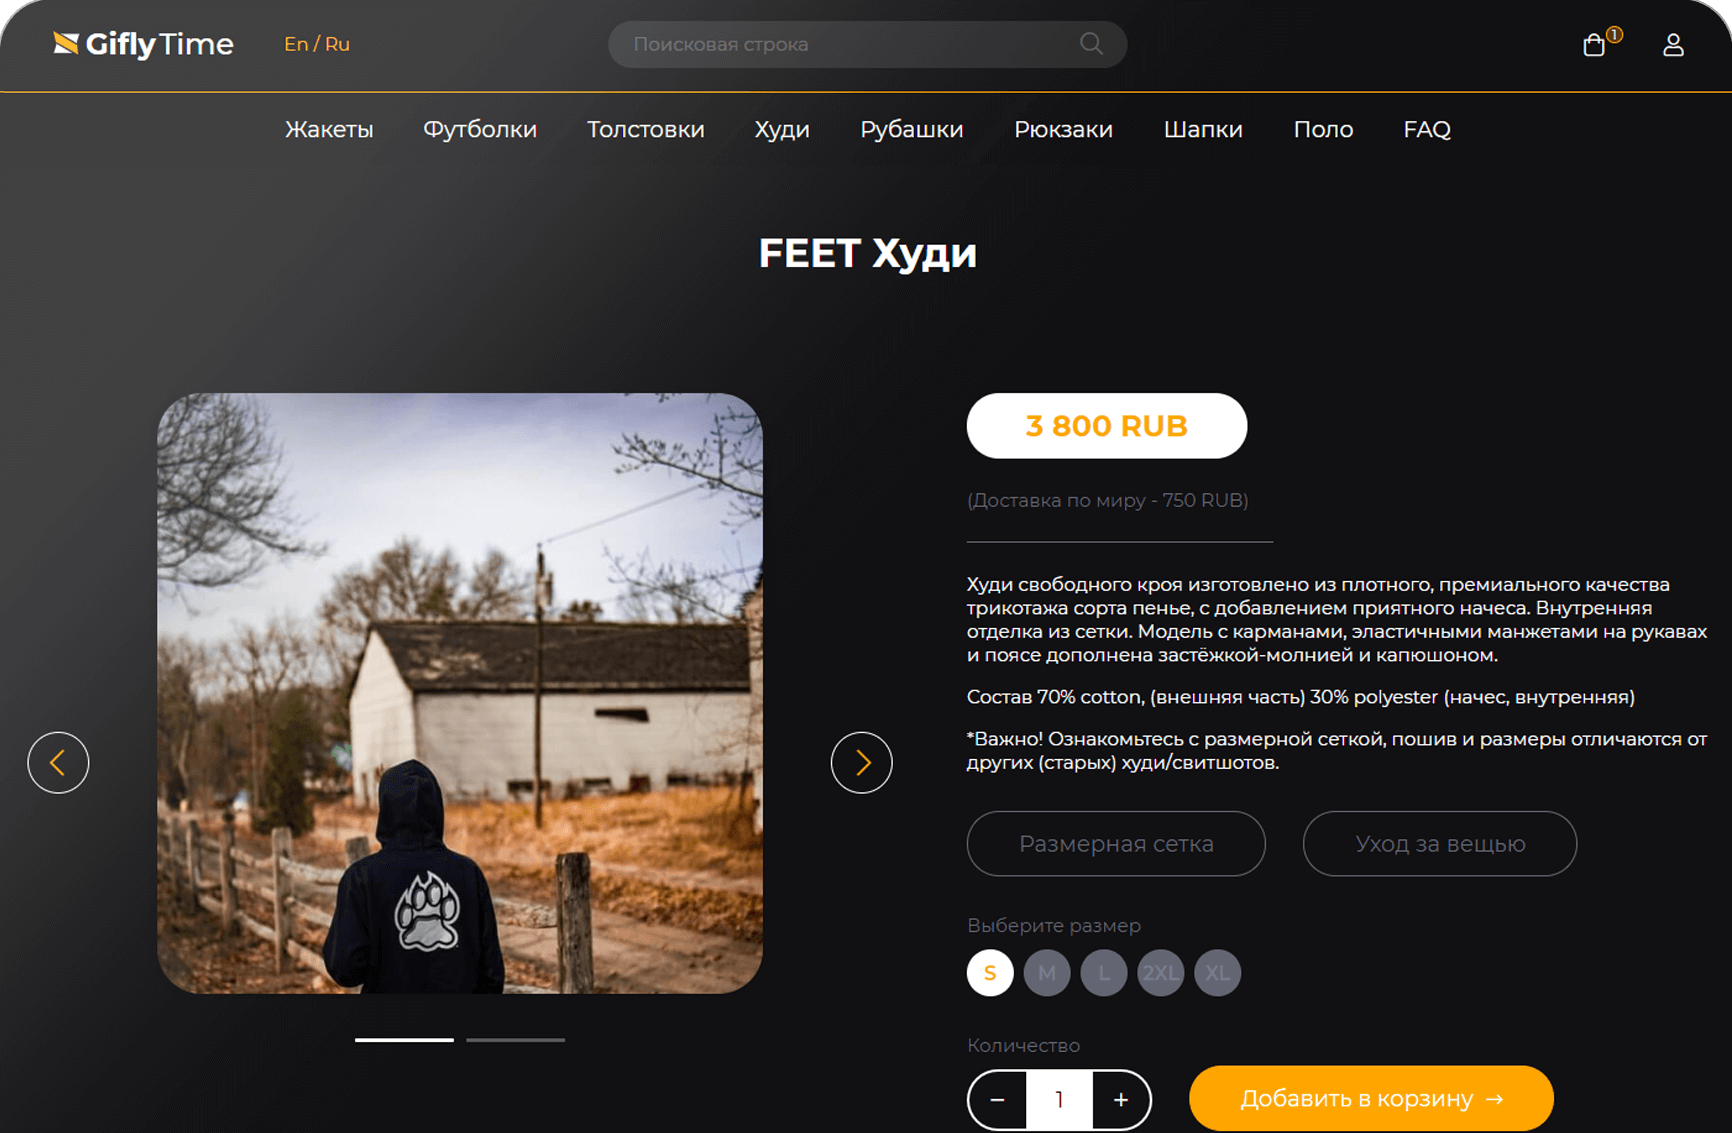 GiflyTime
En / Ru
Поисковая строка
1
Жакеты
Футболки
Толстовки
Худи
Рубашки
Рюкзаки
Шапки
Поло
FAQ
FEET Худи
3 800 RUB
(Доставка по миру - 750 RUB)
Худи свободного кроя изготовлено из плотного, премиального качества
трикотажа сорта пенье, с добавлением приятного начеса. Внутренняя
отделка из сетки. Модель с карманами, эластичными манжетами на рукавах
и поясе дополнена застёжкой-молнией и капюшоном.
Состав 70% cotton, (внешняя часть) 30% polyester (начес, внутренняя)
*Важно! Ознакомьтесь с размерной сеткой, пошив и размеры отличаются от
других (старых) худи/свитшотов.
Размерная сетка
Уход за вещью
Выберите размер
S
M
L
2XL
XL
Количество
− 1 +
Добавить в корзину →